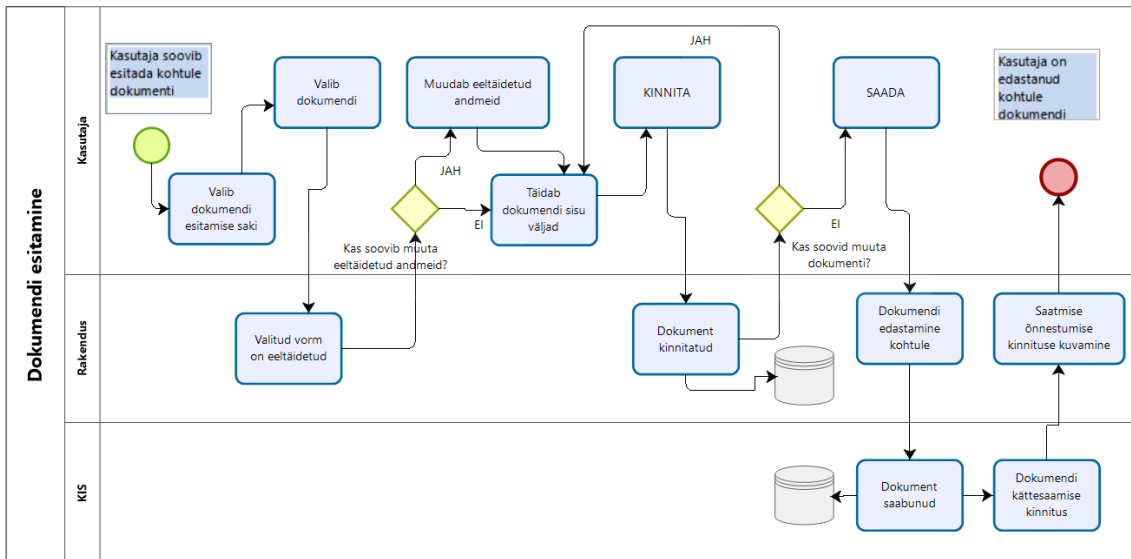 Dokumendi esitamine
Kasutaja
Kasutaja soovib
esitada kohtule
dokumenti
Valib
dokumendi
esitamise saki
Valib
dokumendi
Muudab eeltäidetud
andmeid
JAH
EI
Kas soovib muuta
eeltäidetud andmeid?
Täidab
dokumendi sisu
väljad
KINNITA
JAH
EI
Kas soovid muuta
dokumenti?
SAADA
Kasutaja on
edastanud
kohtule
dokumendi
Rakendus
Valitud vorm
on eeltäidetud
Dokument
kinnitatud
Dokumendi
edastamine
kohtule
Saatmise
õnnestumise
kinnituse kuvamine
KIS
Dokument
saabunud
Dokumendi
kättesaamise
kinnitus